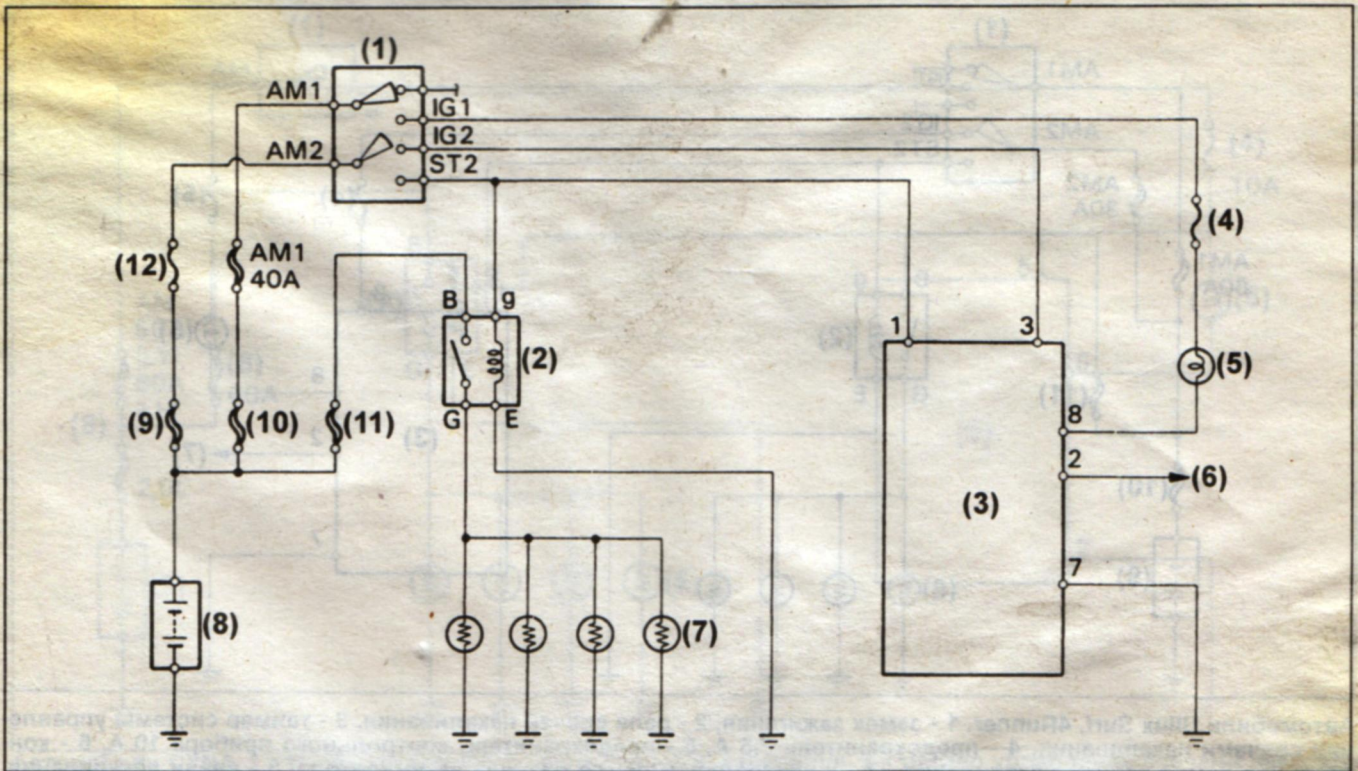 (1)
AM1
IG1
IG2
AM2
ST2
(12)
AM1
40A
(4)
B g
(2)
1 3
(5)
(9) (10) (11)
G E
8
2
(6)
(3)
7
(8)
(7)